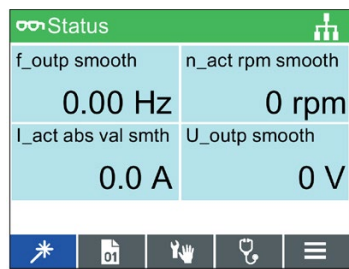 Status
f_outp smooth
0.00 Hz
n_act rpm smooth
0 rpm
I_act abs val smth
0.0 A
U_outp smooth
0 V
01